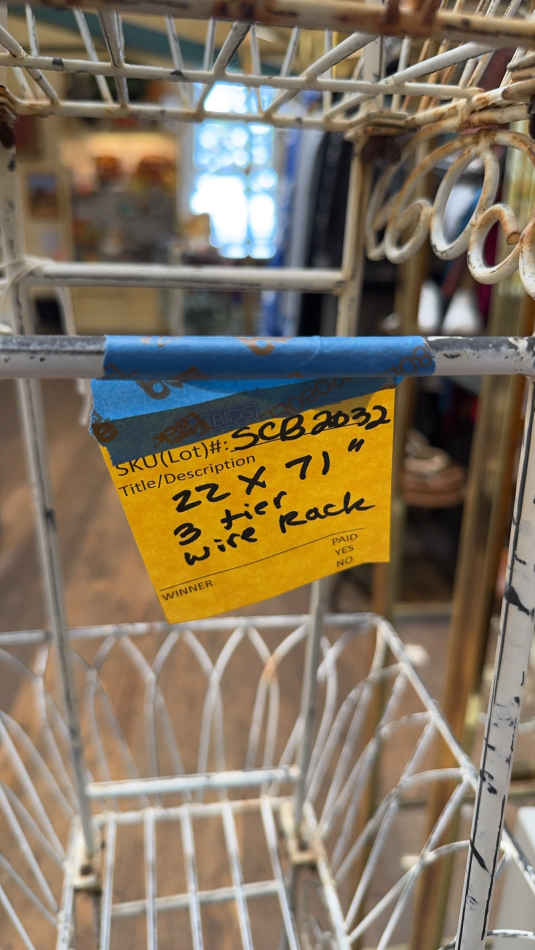 SKU(Lot)#: SCB2032
Title/Description
22 x 71"
3 tier
wire Rack
PAID
YES
NO
WINNER